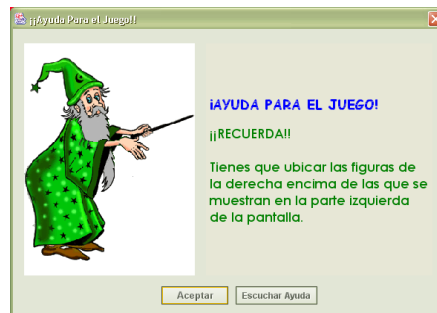 ¡¡Ayuda Para el Juego!!
¡AYUDA PARA EL JUEGO!
¡¡RECUERDA!!
Tienes que ubicar las figuras de
la derecha encima de las que se
muestran en la parte izquierda
de la pantalla.
Aceptar
Escuchar Ayuda